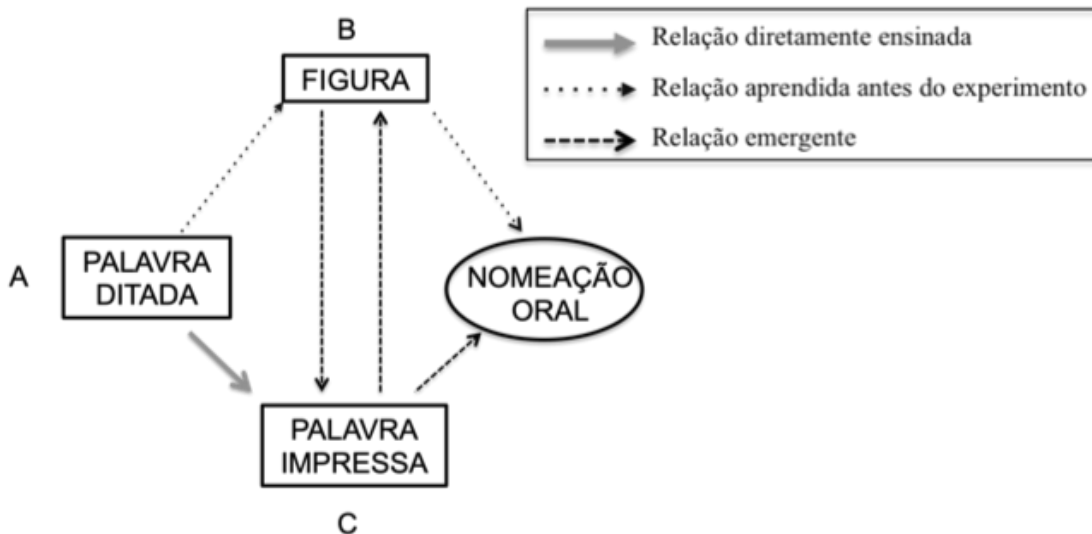 B
FIGURA
A
PALAVRA
DITADA
NOMEAÇÃO
ORAL
PALAVRA
IMPRESSA
C
Relação diretamente ensinada
Relação aprendida antes do experimento
Relação emergente